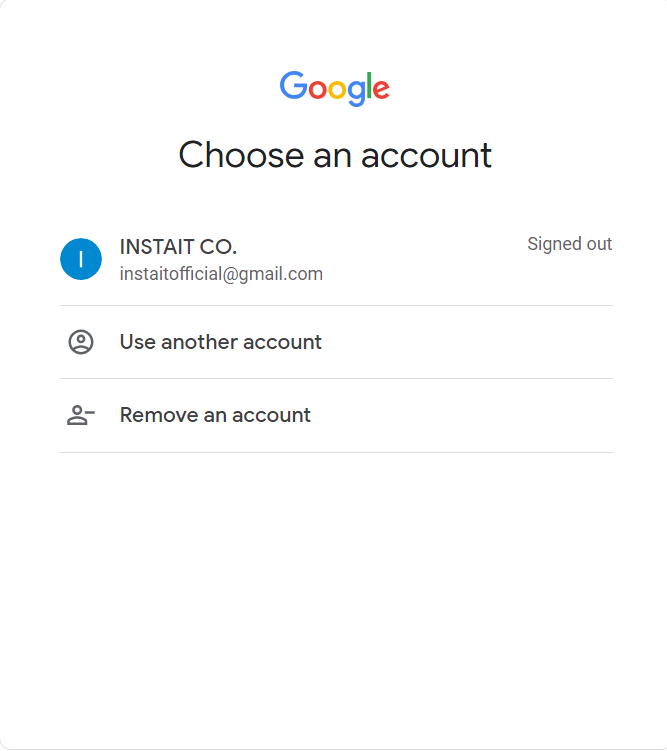 Google
Choose an account
I
INSTAIT CO.
Signed out
instaitofficial@gmail.com
Use another account
Remove an account